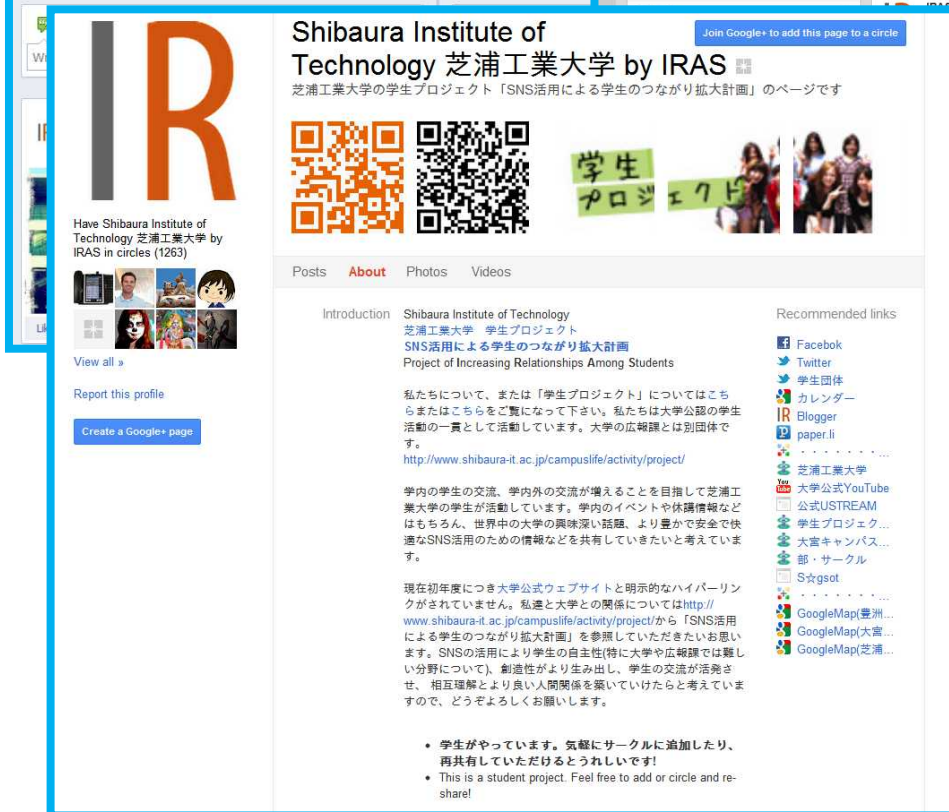 IR
Shibaura Institute of
Technology 芝浦工業大学 by IRAS
Join Google+ to add this page to a circle
芝浦工業大学の学生プロジェクト「SNS活用による学生のつながり拡大計画」のページです
学生
プロジェクト
Have Shibaura Institute of
Technology 芝浦工業大学 by
IRAS in circles (1263)
View all »
Report this profile
Create a Google+ page
Posts About Photos Videos
Introduction
Shibaura Institute of Technology
芝浦工業大学 学生プロジェクト
SNS活用による学生のつながり拡大計画
Project of Increasing Relationships Among Students
私たちについて、または「学生プロジェクト」についてはこち
らまたはこちらをご覧になって下さい。私たちは大学公認の学生
活動の一貫として活動しています。大学の広報課とは別団体で
す。
http://www.shibaura-it.ac.jp/campuslife/activity/project/
学内の学生の交流、学内外の交流が増えることを目指して芝浦工
業大学の学生が活動しています。学内のイベントや休講情報など
はもちろん、世界中の大学の興味深い話題、より豊かで安全で快
適なSNS活用のための情報などを共有していきたいと考えていま
す。
現在初年度につき大学公式ウェブサイトと明示的なハイパーリン
クがされていません。私達と大学との関係についてはhttp://
www.shibaura-it.ac.jp/campuslife/activity/project/から「SNS活用
による学生のつながり拡大計画」を参照していただきたいお思い
ます。SNSの活用により学生の自主性(特に大学や広報課では難し
い分野について)、創造性がより生み出し、学生の交流が活発さ
せ、 相互理解とより良い人間関係を築いていけたらと考えていま
すので、どうぞよろしくお願いします。
• 学生がやっています。気軽にサークルに追加したり、
再共有していただけるとうれしいです!
• This is a student project. Feel free to add or circle and re-
share!
Recommended links
Facebok
Twitter
学生団体
カレンダー
Blogger
paper.li
・・・・・・・...
芝浦工業大学
大学公式YouTube
公式USTREAM
学生プロジェク...
大宮キャンパス...
部・サークル
S☆gsot
・・・・・・・...
GoogleMap(豊洲...
GoogleMap(大宮...
GoogleMap(芝浦...